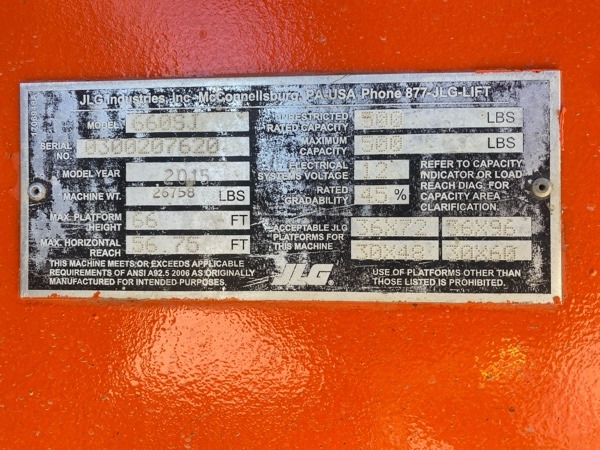 JLG Industries, Inc. McConnellsburg, PA-USA Phone 877-JLG-LIFT
MODEL 660SJ
SERIAL NO. 0300207620
MODEL YEAR 2015
MACHINE WT. 26758 LBS
MAX. PLATFORM HEIGHT FT
MAX. HORIZONTAL REACH 56.75 FT
THIS MACHINE MEETS OR EXCEEDS APPLICABLE
REQUIREMENTS OF ANSI A92.5 2006 AS ORIGINALLY
MANUFACTURED FOR INTENDED PURPOSES.
UNRESTRICTED RATED CAPACITY 500 LBS
MAXIMUM CAPACITY 500 LBS
ELECTRICAL SYSTEMS VOLTAGE 12
RATED GRADABILITY 45 %
REFER TO CAPACITY
INDICATOR OR LOAD
REACH DIAG. FOR
CAPACITY AREA
CLARIFICATION.
ACCEPTABLE JLG
PLATFORMS FOR
THIS MACHINE
36X72 36X96
30X48 30X60
JLG
USE OF PLATFORMS OTHER THAN
THOSE LISTED IS PROHIBITED.